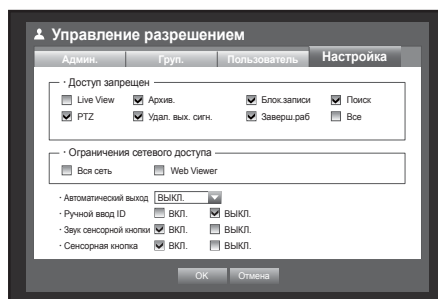 Управление разрешением
Админ. Груп. Пользователь Настройка
· Доступ запрещен
Live View Архив. Блок.записи Поиск
PTZ Удал. вых. сигн. Заверш.раб Все
· Ограничения сетевого доступа
Вся сеть Web Viewer
· Автоматический выход ВЫКЛ.
· Ручной ввод ID ВКЛ. ВЫКЛ.
· Звук сенсорной кнопки ВКЛ. ВЫКЛ.
· Сенсорная кнопка ВКЛ. ВЫКЛ.
OK Отмена